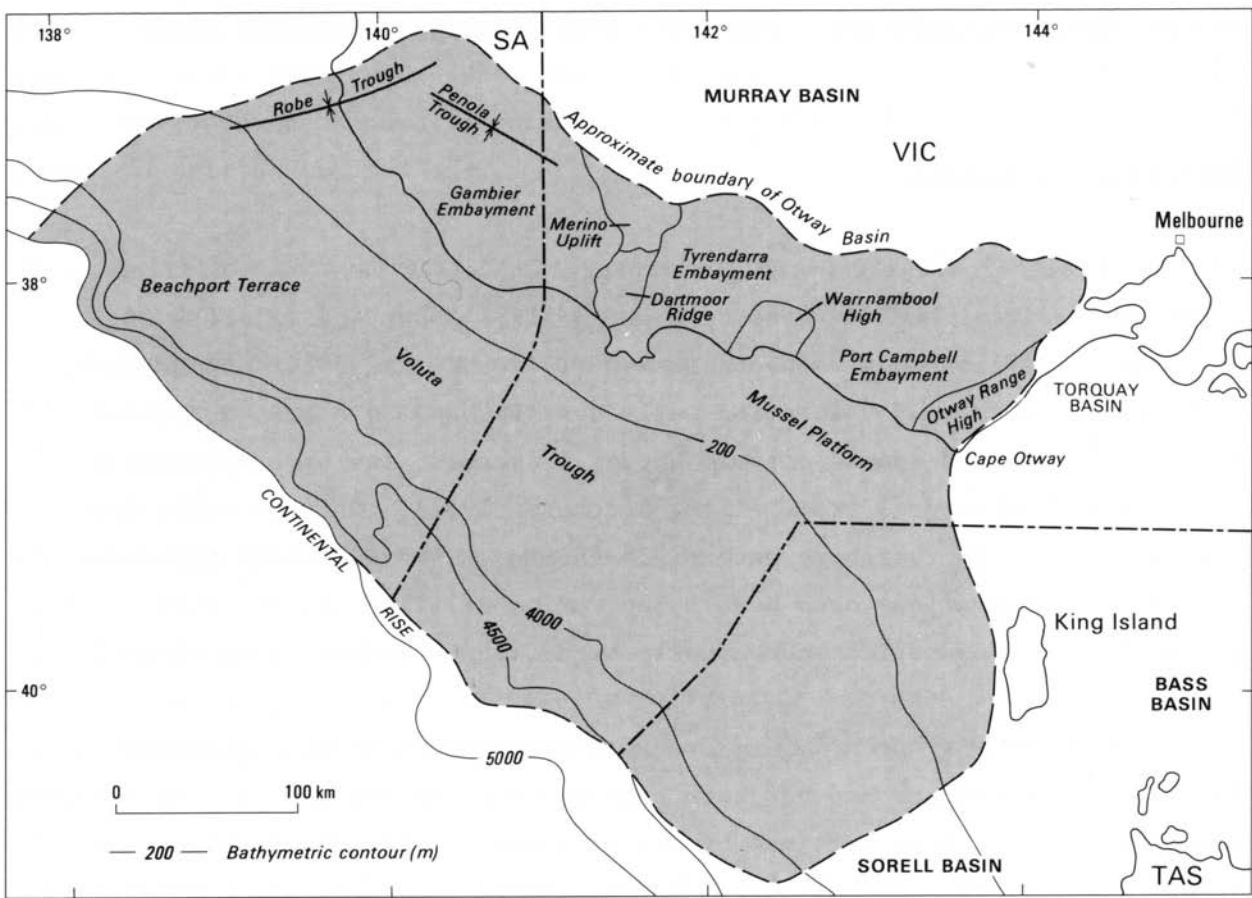 138°
140°
SA
142°
144°
Robe Trough
Penola
Trough
MURRAY BASIN
VIC
Approximate boundary of Otway Basin
Melbourne
Gambier
Embayment
Merino
Uplift
Tyrendarra
Embayment
38°
Beachport Terrace
Dartmoor
Ridge
Warrnambool
High
Port Campbell
Embayment
Voluta
Trough
Otway Range
High
TORQUAY
BASIN
Mussel Platform
200
Cape Otway
CONTINENTAL
RISE
4000
4500
King Island
40°
BASS
BASIN
5000
0 100 km
200 Bathymetric contour (m)
SORELL BASIN
TAS